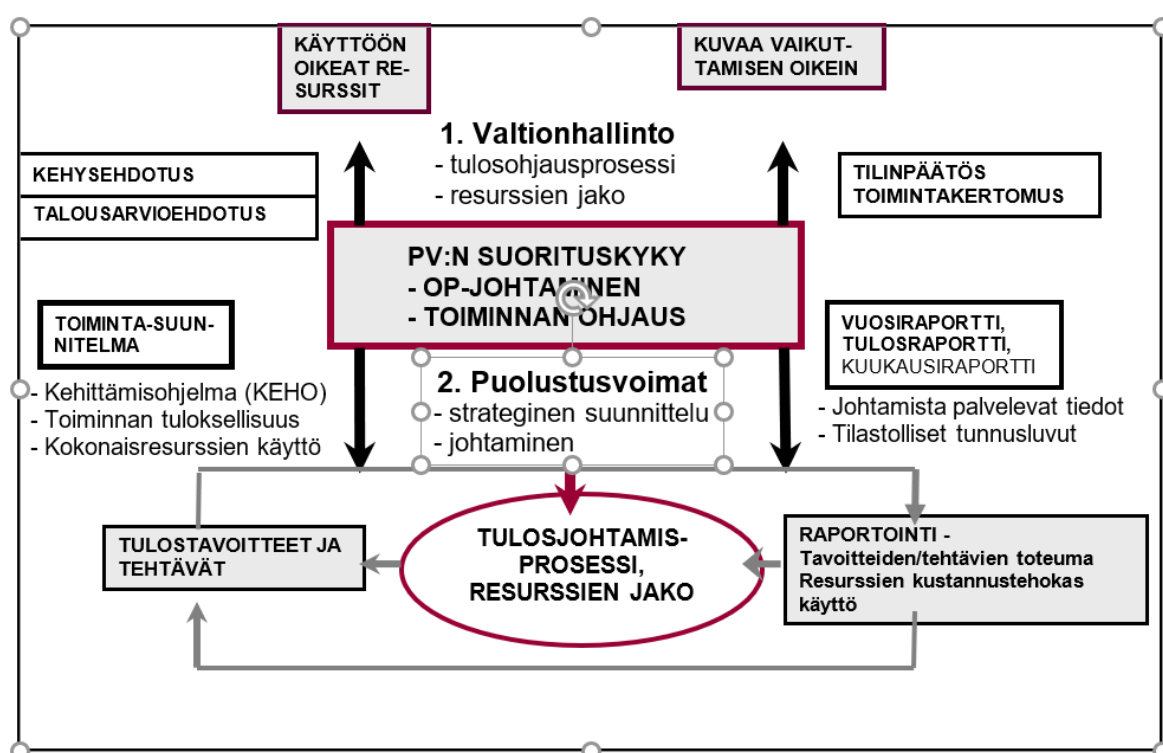 KÄYTTÖÖN
OIKEAT RE-
SURSSIT
KUVAA VAIKUT-
TAMISEN OIKEIN
1. Valtionhallinto
- tulosohjausprosessi
- resurssien jako
KEHYSEHDOTUS
TALOUSARVIOEHDOTUS
TILINPÄÄTÖS
TOIMINTAKERTOMUS
PV:N SUORITUSKYKY
- OP-JOHTAMINEN
- TOIMINNAN OHJAUS
TOIMINTA-SUUN-
NITELMA
- Kehittämisohjelma (KEHO)
- Toiminnan tuloksellisuus
- Kokonaisresurssien käyttö
2. Puolustusvoimat
- strateginen suunnittelu
- johtaminen
VUOSIRAPORTTI,
TULOSRAPORTTI,
KUUKAUSIRAPORTTI
- Johtamista palvelevat tiedot
- Tilastolliset tunnusluvut
TULOSTAVOITTEET JA
TEHTÄVÄT
TULOSJOHTAMIS-
PROSESSI,
RESURSSIEN JAKO
RAPORTOINTI -
Tavoitteiden/tehtävien toteuma
Resurssien kustannustehokas
käyttö